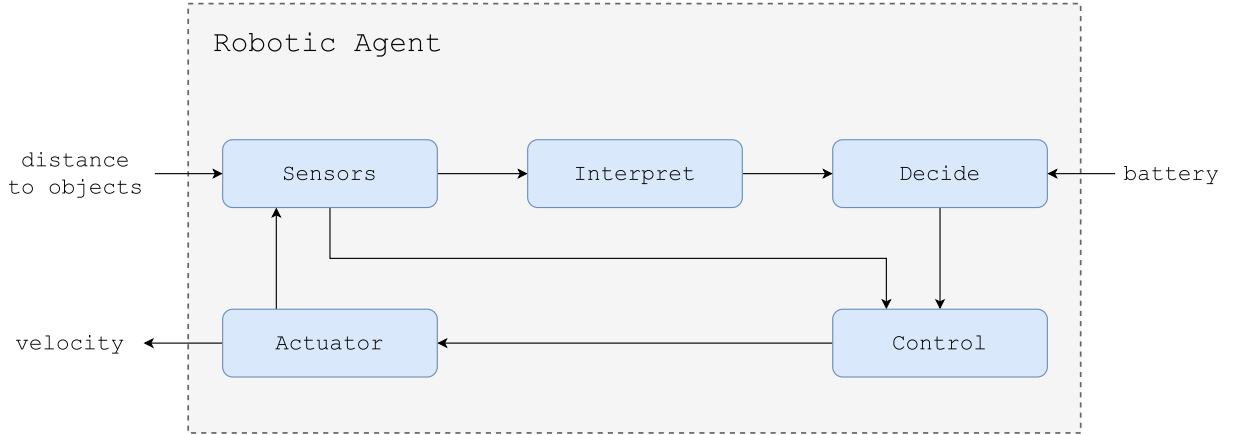 Robotic Agent
distance
to objects
Sensors
Interpret
Decide
battery
velocity
Actuator
Control